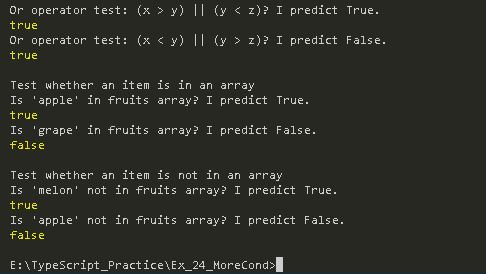 Or operator test: (x > y) || (y < z)? I predict True.
true
Or operator test: (x < y) || (y > z)? I predict False.
true
Test whether an item is in an array
Is 'apple' in fruits array? I predict True.
true
Is 'grape' in fruits array? I predict False.
false
Test whether an item is not in an array
Is 'melon' not in fruits array? I predict True.
true
Is 'apple' not in fruits array? I predict False.
false
E:\TypeScript_Practice\Ex_24_MoreCond>